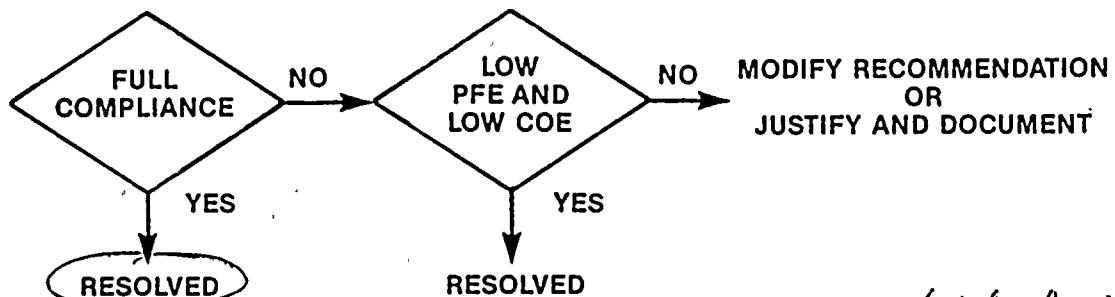 FULL
COMPLIANCE
NO
LOW
PFE AND
LOW COE
NO
MODIFY RECOMMENDATION
OR
JUSTIFY AND DOCUMENT
YES
YES
RESOLVED
RESOLVED